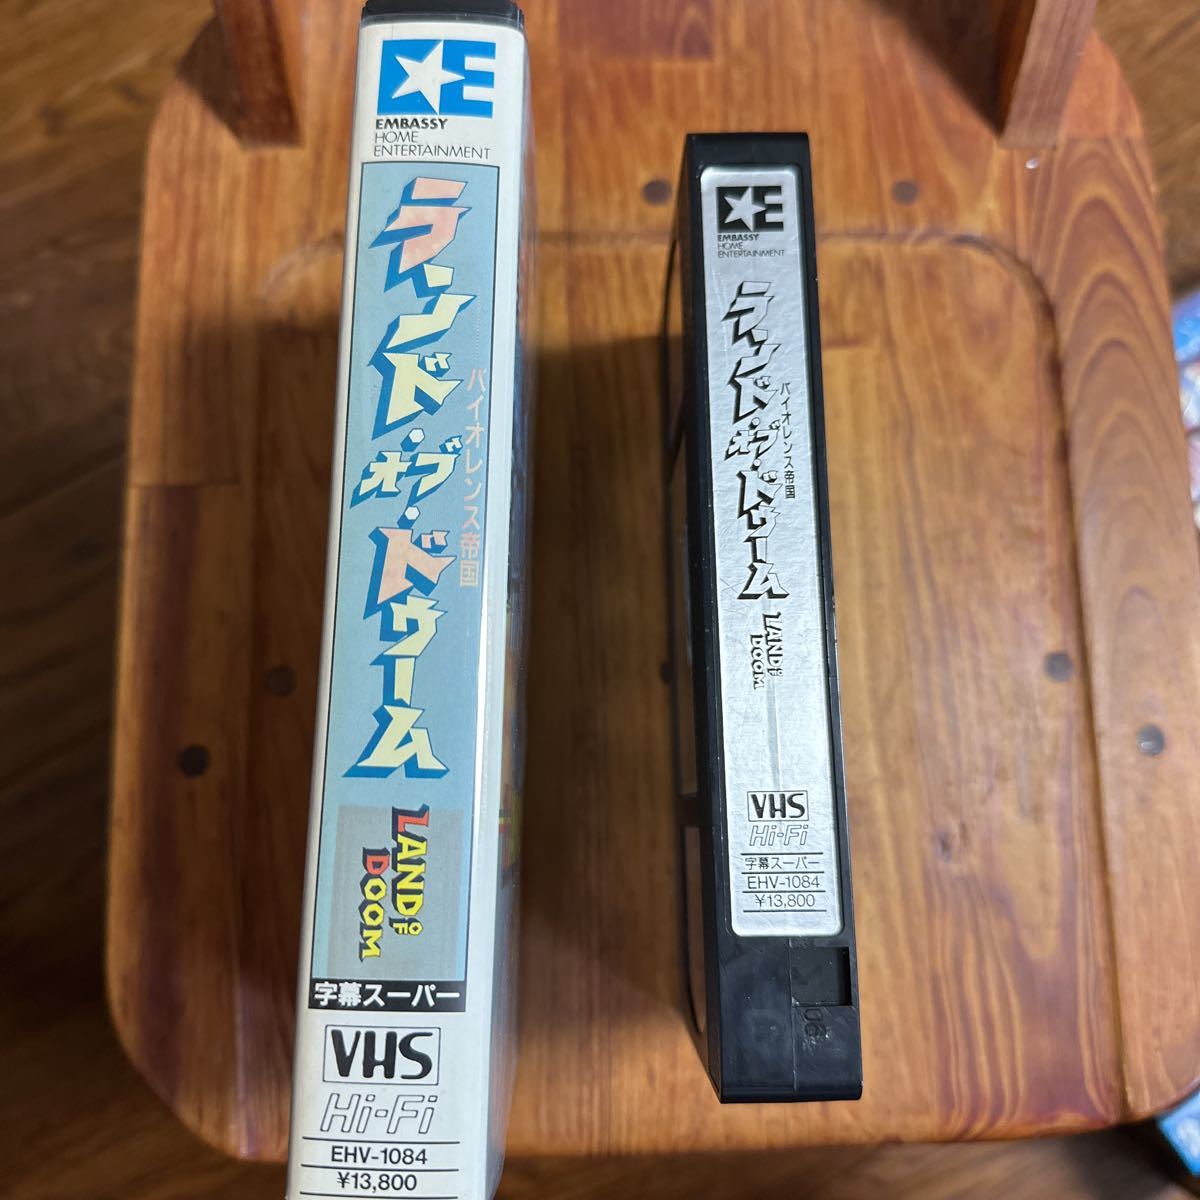 EMBASSY
HOME
ENTERTAINMENT
ランド・オブ・ドゥーム
バイオレンス帝国
LAND OF
DOOM
字幕スーパー
VHS
Hi-Fi
EHV-1084
¥13,800
EMBASSY
HOME
ENTERTAINMENT
ランド・オブ・ドゥーム
バイオレンス帝国
LAND OF
DOOM
VHS
Hi-Fi
字幕スーパー
EHV-1084
¥13,800